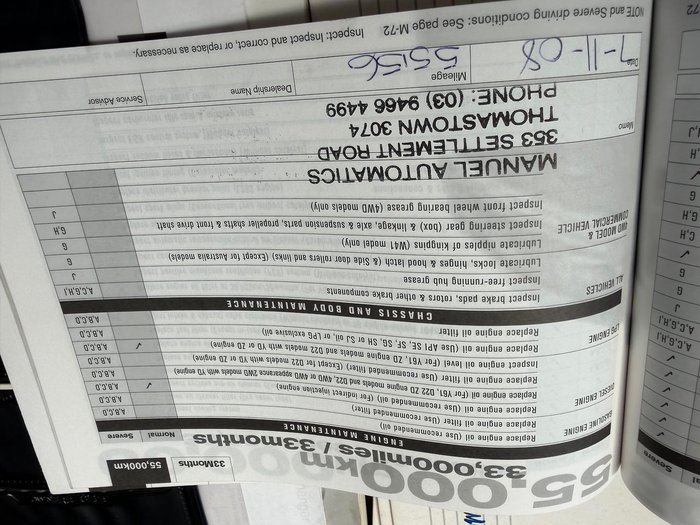 55,000km
33,000miles / 33months
33Months 55,000km
ENGINE MAINTENANCE Normal Severe
GASOLINE ENGINE Replace engine oil (Use recommended oil) A,B,C,D
Replace engine oil filter (Use recommended filter) A,B,C,D
DIESEL ENGINE Replace engine oil (Use recommended oil) (For indirect injection engine) A,B,C,D
Replace engine oil (For Y61, ZD engine models and D22, 4WD or 4WD appearance 2WD models with YD engine) ✓ A,B,C,D
Replace engine oil filter (Use recommended filter) (Except for D22 models with YD or ZD engine) A,B,C,D
Inspect engine oil level (For Y61, ZD engine models and D22 models with YD or ZD engine) ✓ A,C,D
LPG ENGINE Replace engine oil (Use API SE, SF, SG, SH or SJ oil, or LPG exclusive oil) A,B,C,D
Replace engine oil filter A,B,C,D
CHASSIS AND BODY MAINTENANCE
ALL VEHICLES Inspect brake pads, rotors & other brake components A,C,G,H,I
Inspect free-running hub grease J
Lubricate locks, hinges & hood latch (& Side door rollers and links) (Except for Australia models) G
4WD MODEL & COMMERCIAL VEHICLE Lubricate nipples of kingpins W41 model only G
Inspect steering gear (box) & linkage, axle & suspension parts, propeller shafts & front drive shaft G,H
Inspect front wheel bearing grease (4WD models only) J
Memo
MANUEL AUTOMATICS
353 SETTLEMENT ROAD
THOMASTOWN 3074
PHONE: (03) 9466 4499
Date 7-11-08 Mileage 55156 Dealership Name Service Advisor
NOTE and Severe driving conditions: See page M-72 Inspect: Inspect and correct, or replace as necessary.